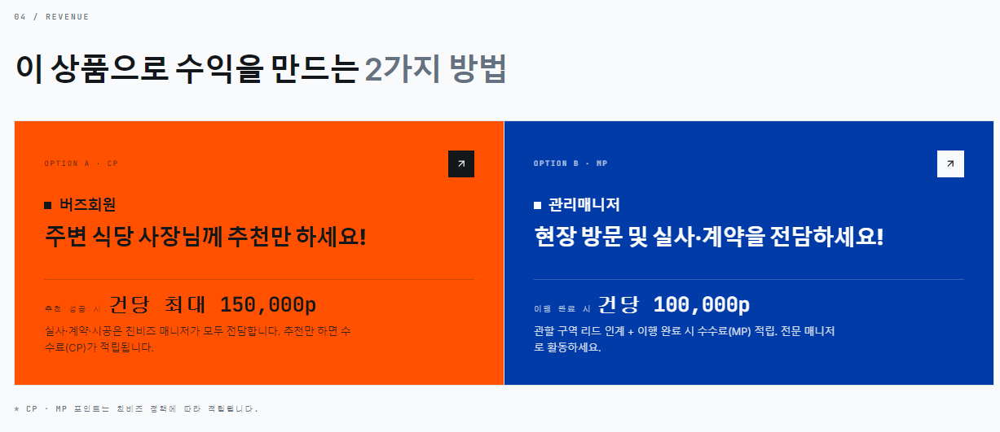 04 / REVENUE
이 상품으로 수익을 만드는 2가지 방법
OPTION A · CP
버즈회원
주변 식당 사장님께 추천만 하세요!
추천 성공 시 건당 최대 150,000p
실사·계약·시공은 친비즈 매니저가 모두 전담합니다. 추천만 하면 수
수료(CP)가 적립됩니다.
OPTION B · MP
관리매니저
현장 방문 및 실사·계약을 전담하세요!
이행 완료 시 건당 100,000p
관할 구역 리드 인계 + 이행 완료 시 수수료(MP) 적립. 전문 매니저
로 활동하세요.
* CP · MP 포인트는 친비즈 정책에 따라 적립됩니다.